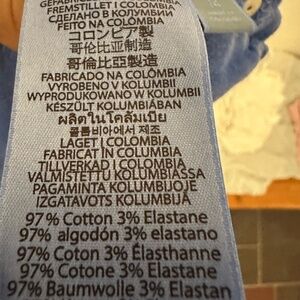 FREMSTILLET I COLOMBIA
СДЕЛАНО В КОЛУМБИИ
FEITO NA COLÔMBIA
コロンビア製
哥伦比亚制造
哥倫比亞製造
FABRICADO NA COLÔMBIA
VYROBENO V KOLUMBII
WYPRODUKOWANO W KOLUMBII
KÉSZÜLT KOLUMBIÁBAN
ผลิตในโคลัมเบีย
콜롬비아에서 제조
LAGET I COLOMBIA
FABRICAT ÎN COLUMBIA
TILLVERKAD I COLOMBIA
VALMISTETTU KOLUMBIASSA
PAGAMINTA KOLUMBIJOJE
IZGATAVOTS KOLUMBIJĀ
97% Cotton 3% Elastane
97% algodón 3% elastano
97% Coton 3% Élasthanne
97% Cotone 3% Elastane
97% Baumwolle 3% Elastan